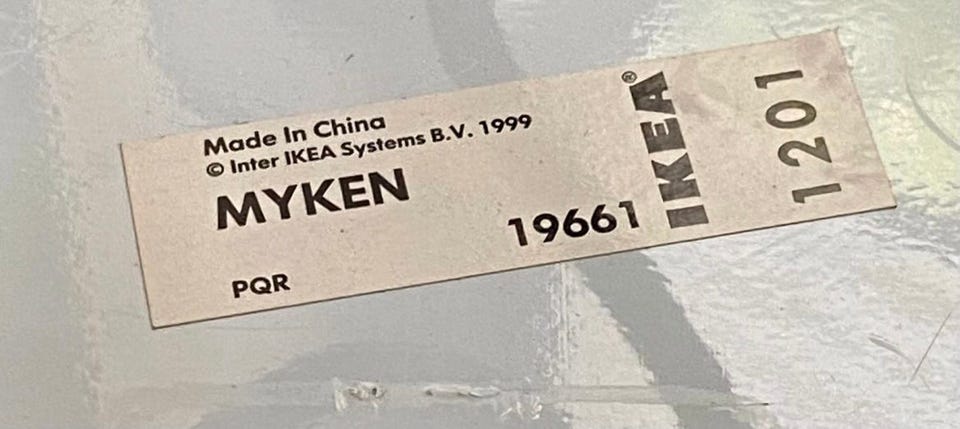 Made In China
© Inter IKEA Systems B.V. 1999
MYKEN
19661
PQR
IKEA®
1201